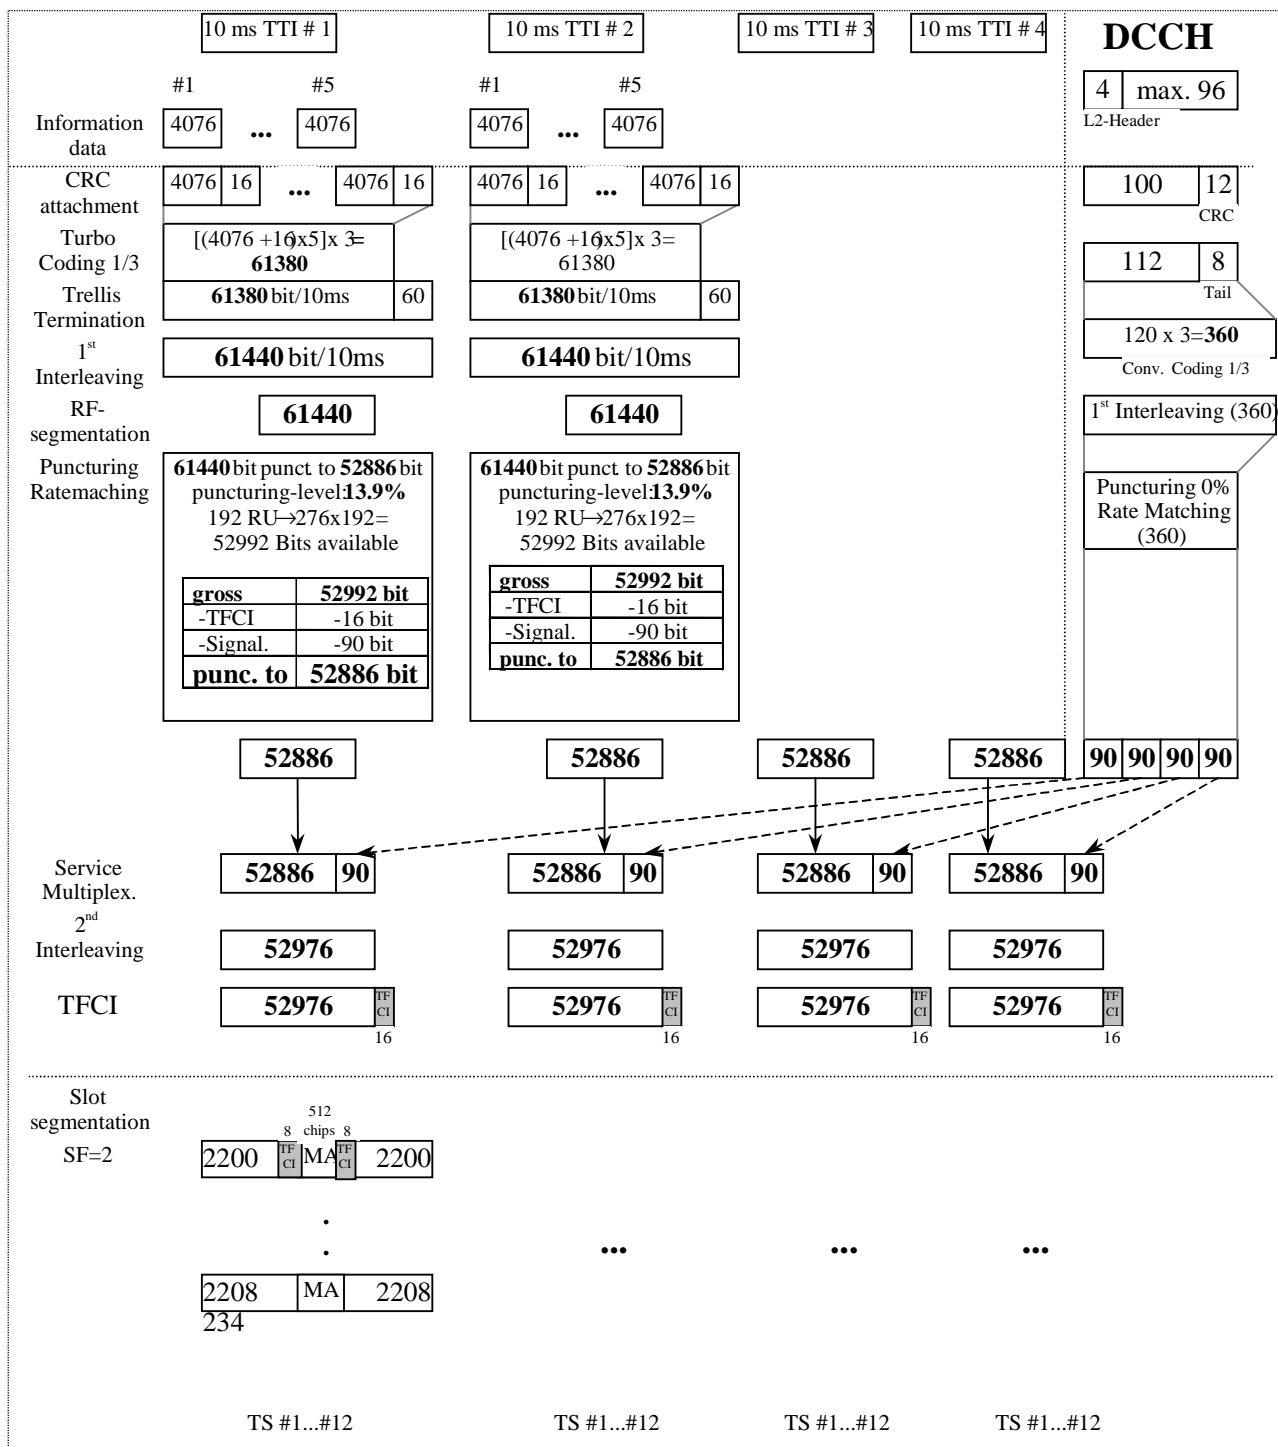 10 ms TTI # 1
10 ms TTI # 2
10 ms TTI # 3
10 ms TTI # 4
DCCH
#1
#5
#1
#5
4
max. 96
L2-Header
Information
data
4076
...
4076
4076
...
4076
CRC
attachment
4076
16
...
4076
16
4076
16
...
4076
16
100
12
CRC
Turbo
Coding 1/3
[(4076 +16)x5]x 3=
61380
[(4076 +16)x5]x 3=
61380
112
8
Tail
Trellis
Termination
61380 bit/10ms
60
61380 bit/10ms
60
120 x 3=360
Conv. Coding 1/3
1st
Interleaving
61440 bit/10ms
61440 bit/10ms
RF-
segmentation
61440
61440
1st Interleaving (360)
Puncturing
Ratemaching
61440 bit punct. to 52886 bit
puncturing-level:13.9%
192 RU→276x192=
52992 Bits available
gross 52992 bit
-TFCI -16 bit
-Signal. -90 bit
punc. to 52886 bit
61440 bit punct. to 52886 bit
puncturing-level:13.9%
192 RU→276x192=
52992 Bits available
gross 52992 bit
-TFCI -16 bit
-Signal. -90 bit
punc. to 52886 bit
Puncturing 0%
Rate Matching
(360)
52886
52886
52886
52886
90 90 90 90
Service
Multiplex.
52886 90
52886 90
52886 90
52886 90
2nd
Interleaving
52976
52976
52976
52976
TFCI
52976
TF
CI
16
52976
TF
CI
16
52976
TF
CI
16
52976
TF
CI
16
Slot
segmentation
SF=2
512
8 chips 8
2200
TF
CI
MA
TF
CI
2200
.
.
...
...
...
2208
MA
2208
234
TS #1...#12
TS #1...#12
TS #1...#12
TS #1...#12